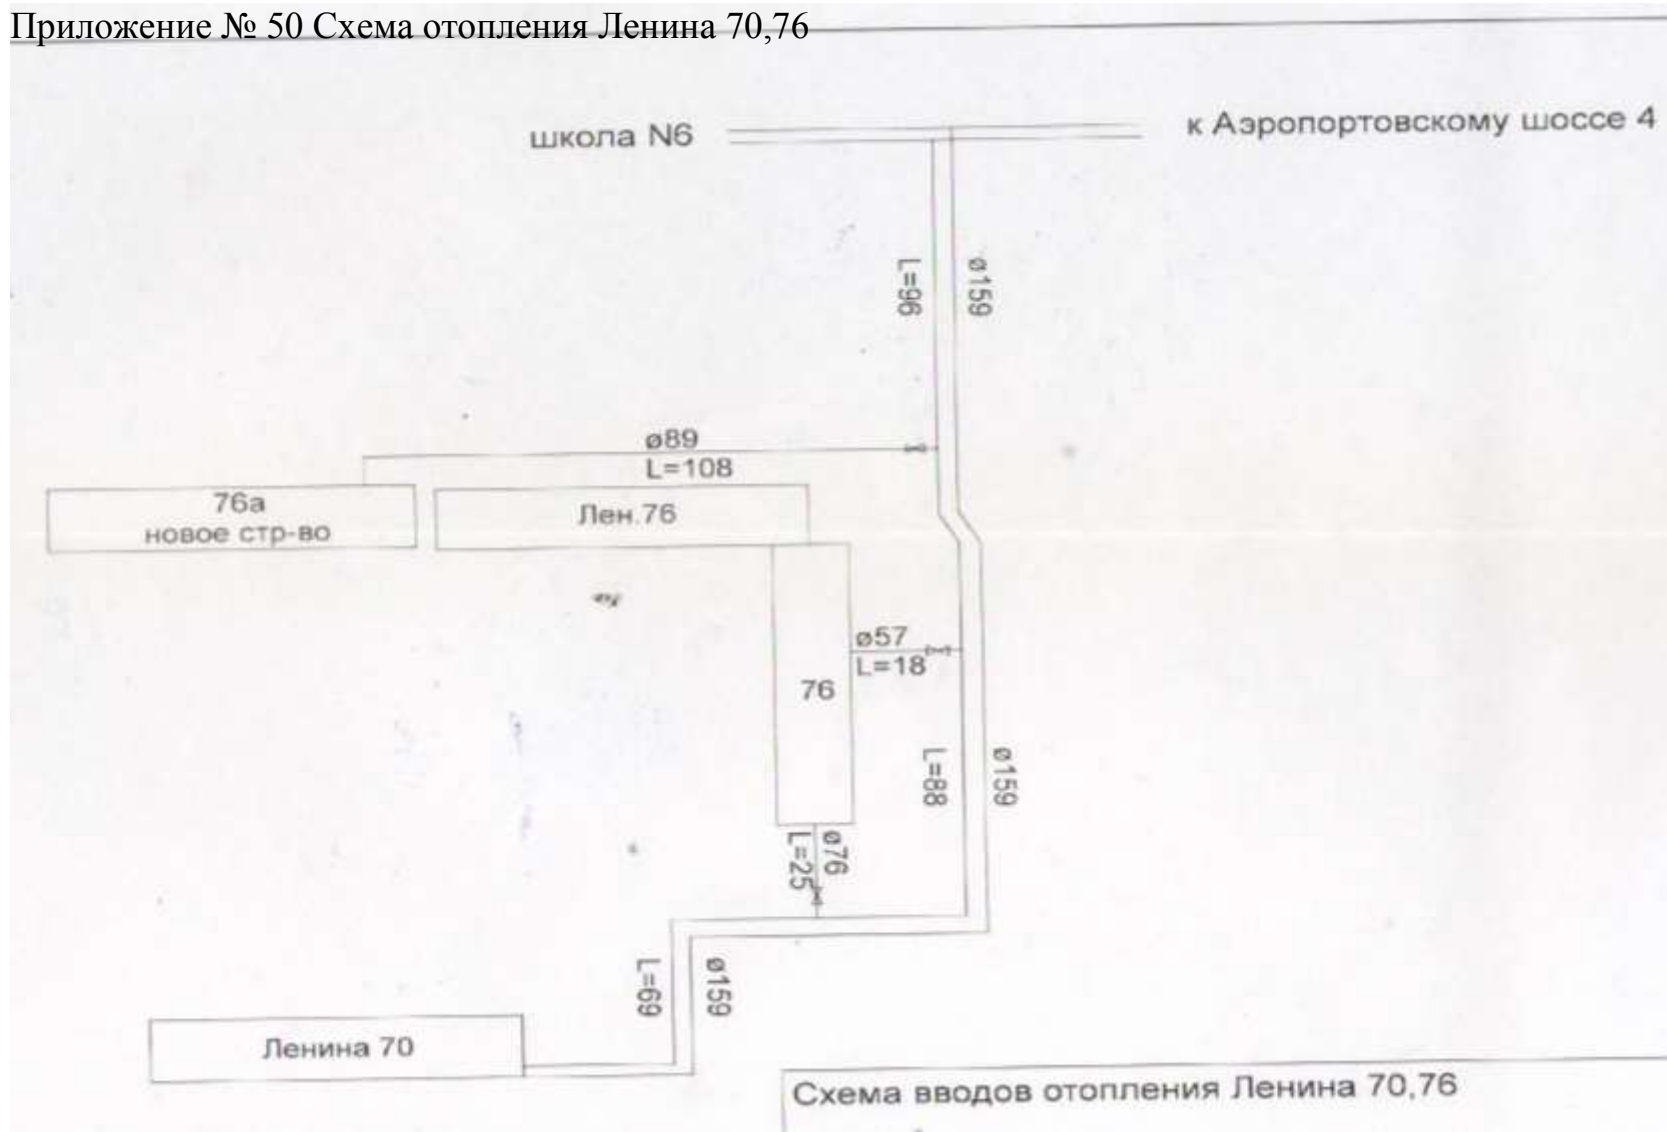 Приложение № 50 Схема отопления Ленина 70,76
школа N6
к Аэропортовскому шоссе 4
L=96
ø159
ø89
L=108
76а
новое стр-во
Лен.76
ø57
L=18
76
L=88
ø159
ø76
L=25
L=69
ø159
Ленина 70
Схема вводов отопления Ленина 70,76